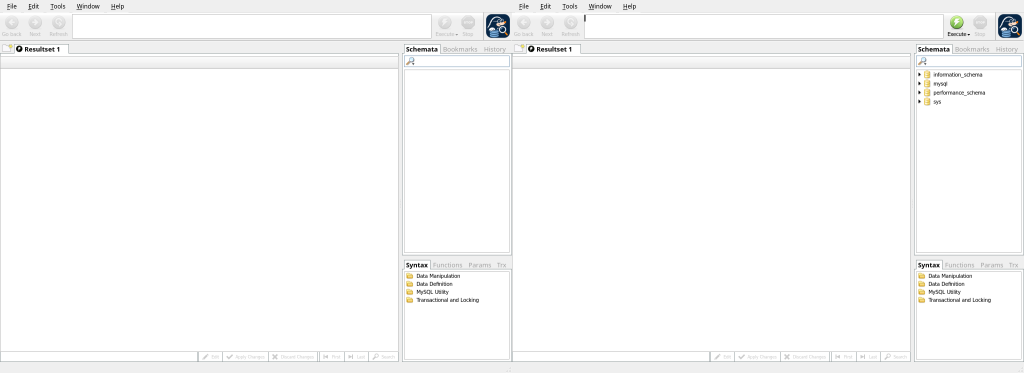 File Edit Tools Window Help
Go back Next Refresh Execute Stop
Resultset 1
Schemata Bookmarks History
Syntax Functions Params Trx
Data Manipulation
Data Definition
MySQL Utility
Transactional and Locking
Edit Apply Changes Discard Changes First Last Search
File Edit Tools Window Help
Go back Next Refresh Execute Stop
Resultset 1
Schemata Bookmarks History
information_schema
mysql
performance_schema
sys
Syntax Functions Params Trx
Data Manipulation
Data Definition
MySQL Utility
Transactional and Locking
Edit Apply Changes Discard Changes First Last Search